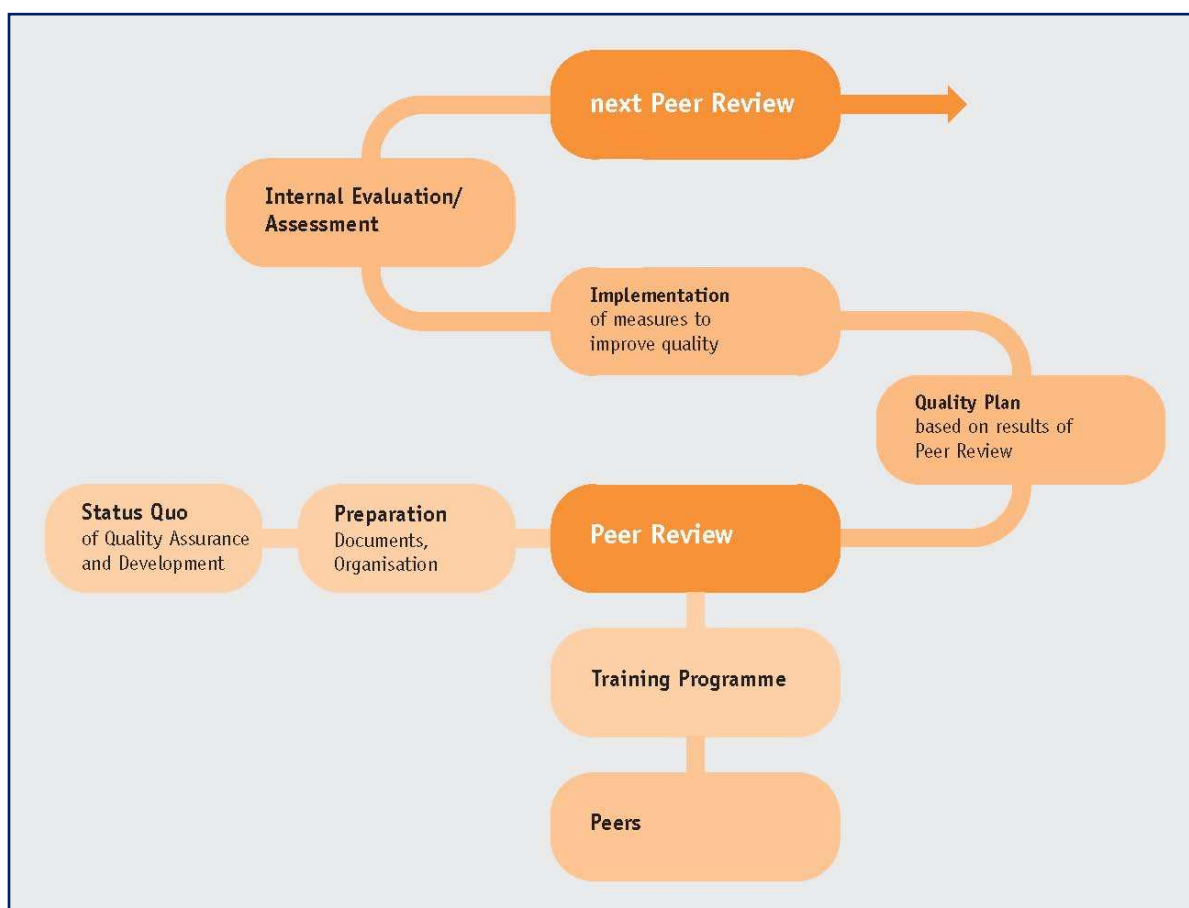 next Peer Review
Internal Evaluation/
Assessment
Implementation
of measures to
improve quality
Quality Plan
based on results of
Peer Review
Status Quo
of Quality Assurance
and Development
Preparation
Documents,
Organisation
Peer Review
Training Programme
Peers